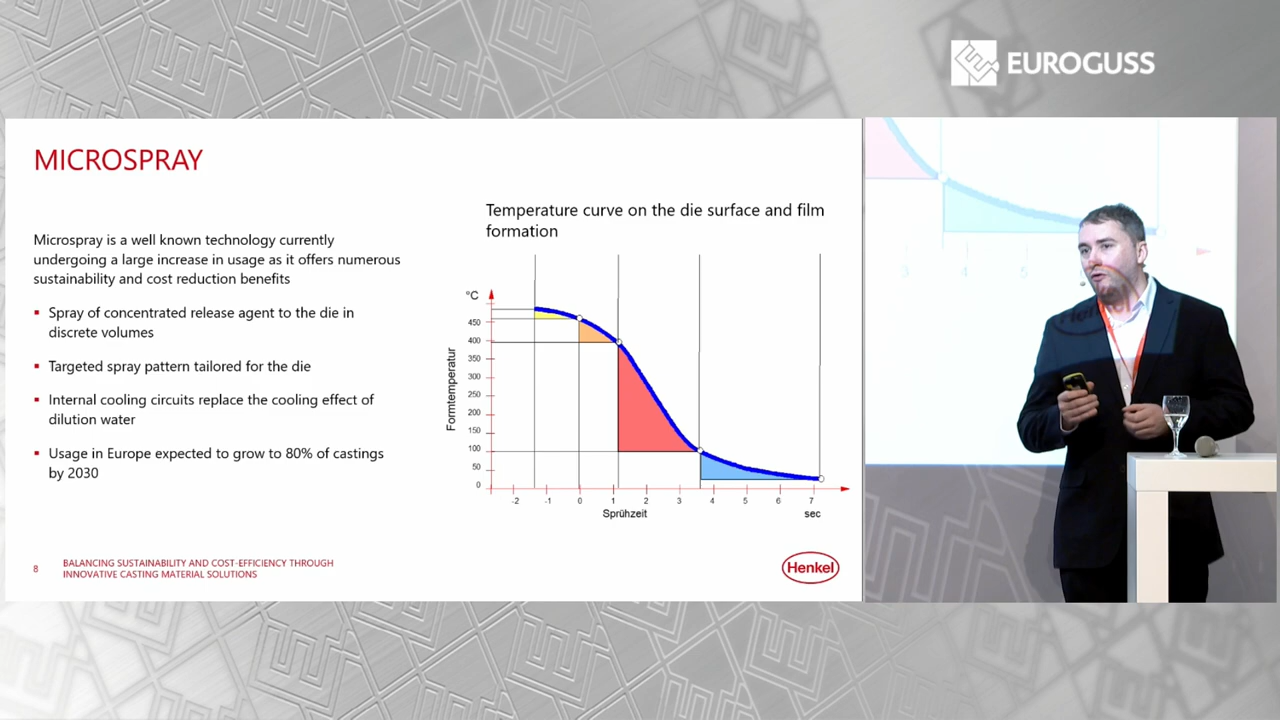 EUROGUSS
MICROSPRAY
Microspray is a well known technology currently
undergoing a large increase in usage as it offers numerous
sustainability and cost reduction benefits
▪ Spray of concentrated release agent to the die in
discrete volumes
▪ Targeted spray pattern tailored for the die
▪ Internal cooling circuits replace the cooling effect of
dilution water
▪ Usage in Europe expected to grow to 80% of castings
by 2030
Temperature curve on the die surface and film
formation
°C
450
400
350
300
250
200
150
100
50
0
Formtemperatur
-2 -1 0 1 2 3 4 5 6 7
Sprühzeit sec
8
BALANCING SUSTAINABILITY AND COST-EFFICIENCY THROUGH
INNOVATIVE CASTING MATERIAL SOLUTIONS
Henkel
3 4 5
Henkel